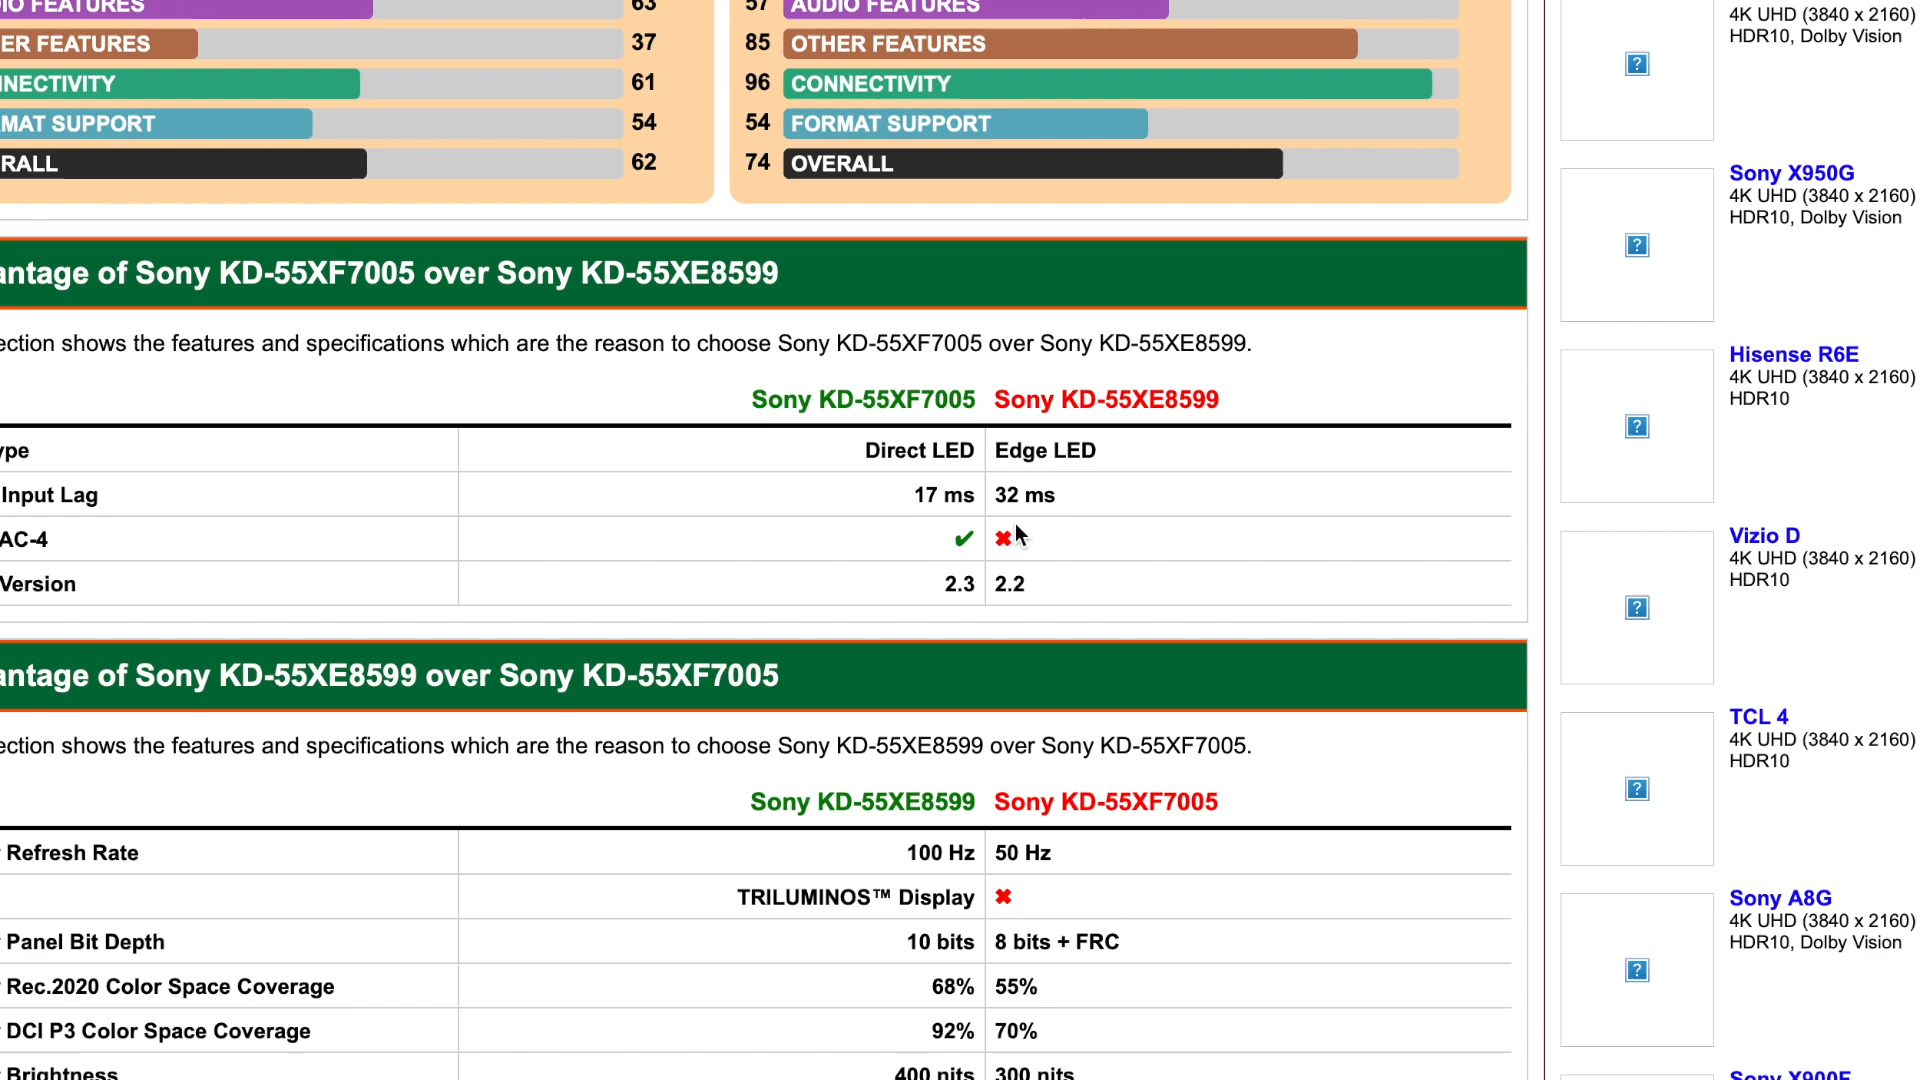 IO FEATURES 63
57 AUDIO FEATURES
ER FEATURES 37
85 OTHER FEATURES
NECTIVITY 61
96 CONNECTIVITY
MAT SUPPORT 54
54 FORMAT SUPPORT
RALL 62
74 OVERALL
antage of Sony KD-55XF7005 over Sony KD-55XE8599
ection shows the features and specifications which are the reason to choose Sony KD-55XF7005 over Sony KD-55XE8599.
Sony KD-55XF7005 Sony KD-55XE8599
ype Direct LED Edge LED
Input Lag 17 ms 32 ms
AC-4 ✔ ✖
Version 2.3 2.2
antage of Sony KD-55XE8599 over Sony KD-55XF7005
ection shows the features and specifications which are the reason to choose Sony KD-55XE8599 over Sony KD-55XF7005.
Sony KD-55XE8599 Sony KD-55XF7005
Refresh Rate 100 Hz 50 Hz
TRILUMINOS™ Display ✖
Panel Bit Depth 10 bits 8 bits + FRC
Rec.2020 Color Space Coverage 68% 55%
DCI P3 Color Space Coverage 92% 70%
Brightness 400 nits 300 nits
4K UHD (3840 x 2160)
HDR10, Dolby Vision
Sony X950G
4K UHD (3840 x 2160)
HDR10, Dolby Vision
Hisense R6E
4K UHD (3840 x 2160)
HDR10
Vizio D
4K UHD (3840 x 2160)
HDR10
TCL 4
4K UHD (3840 x 2160)
HDR10
Sony A8G
4K UHD (3840 x 2160)
HDR10, Dolby Vision
Sony